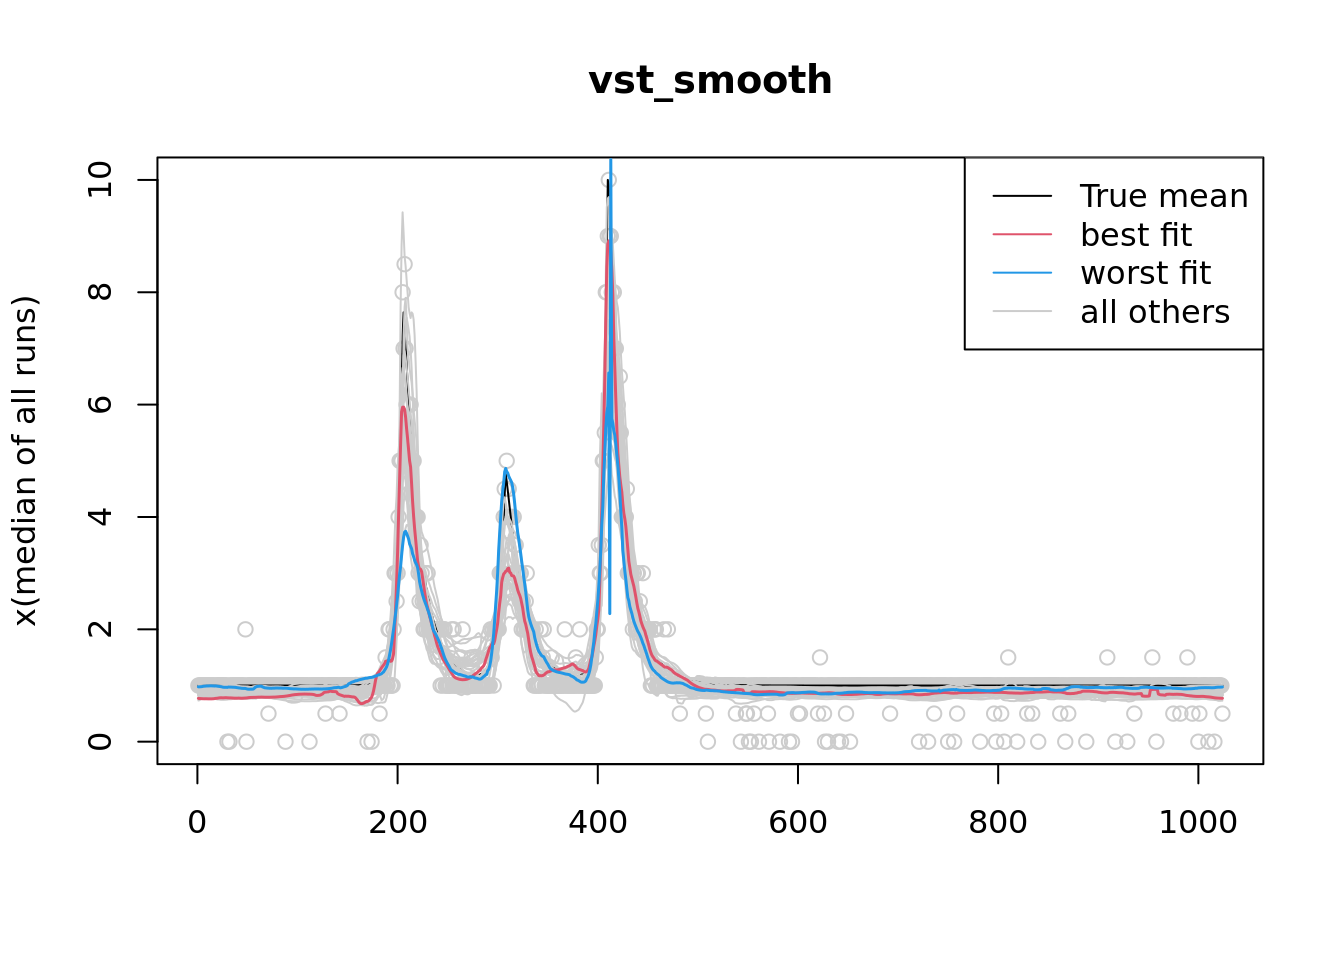 vst_smooth
x(median of all runs)
10
8
6
4
2
0
True mean
best fit
worst fit
all others
0 200 400 600 800 1000